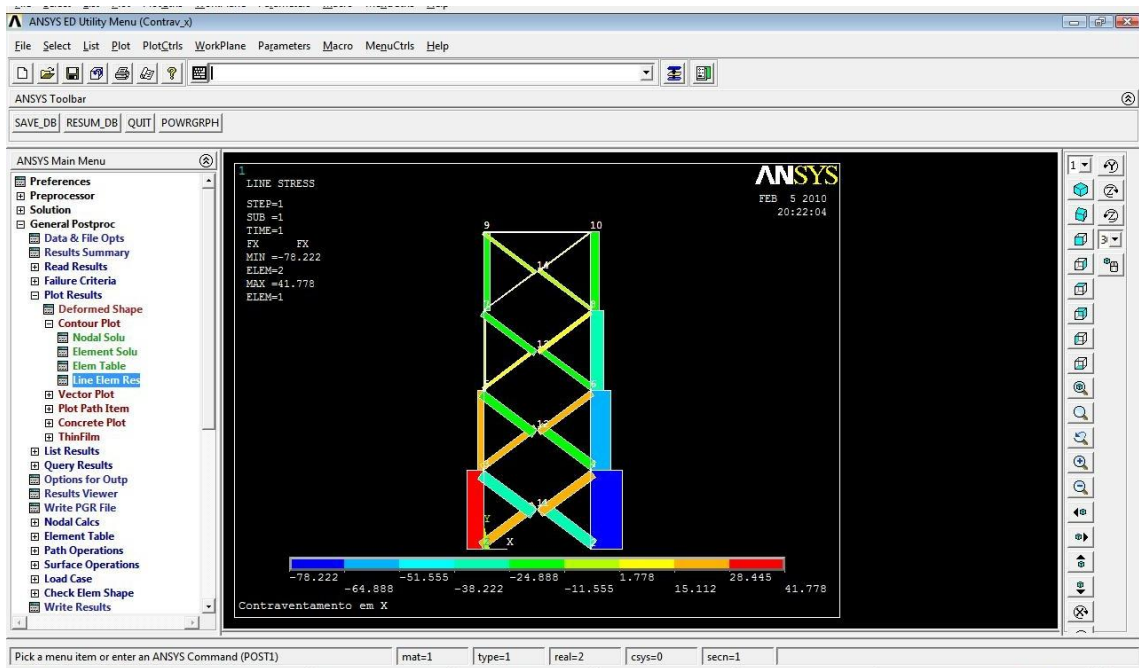 ANSYS ED Utility Menu (Contrav_x)
File Select List Plot PlotCtrls WorkPlane Parameters Macro MenuCtrls Help
ANSYS Toolbar
SAVE_DB RESUM_DB QUIT POWRGRPH
ANSYS Main Menu
Preferences
Preprocessor
Solution
General Postproc
Data & File Opts
Results Summary
Read Results
Failure Criteria
Plot Results
Deformed Shape
Contour Plot
Nodal Solu
Element Solu
Elem Table
Line Elem Res
Vector Plot
Plot Path Item
Concrete Plot
ThinFilm
List Results
Query Results
Options for Outp
Results Viewer
Write PGR File
Nodal Calcs
Element Table
Path Operations
Surface Operations
Load Case
Check Elem Shape
Write Results
1
LINE STRESS
STEP=1
SUB =1
TIME=1
FX FX
MIN =-78.222
ELEM=2
MAX =41.778
ELEM=1
ANSYS
FEB 5 2010
20:22:04
9 10
14
Y
X
-78.222 -51.555 -24.888 1.778 28.445
-64.888 -38.222 -11.555 15.112 41.778
Contraventamento em X
1
Pick a menu item or enter an ANSYS Command (POST1) mat=1 type=1 real=2 csys=0 secn=1